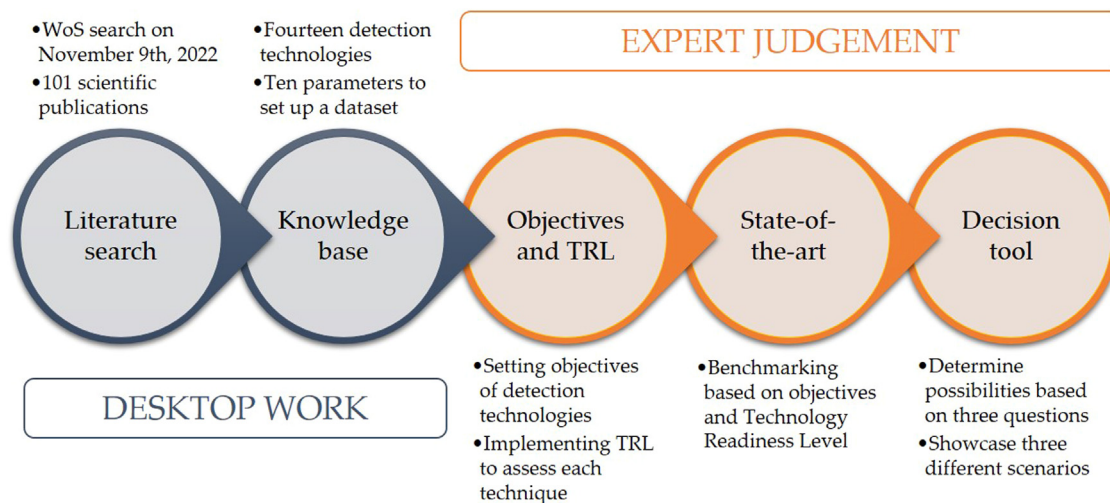 •WoS search on
November 9th, 2022
•101 scientific
publications
•Fourteen detection
technologies
•Ten parameters to
set up a dataset
EXPERT JUDGEMENT
Literature
search
Knowledge
base
Objectives
and TRL
State-of-
the-art
Decision
tool
DESKTOP WORK
•Setting objectives
of detection
technologies
•Implementing TRL
to assess each
technique
•Benchmarking
based on objectives
and Technology
Readiness Level
•Determine
possibilities based
on three questions
•Showcase three
different scenarios